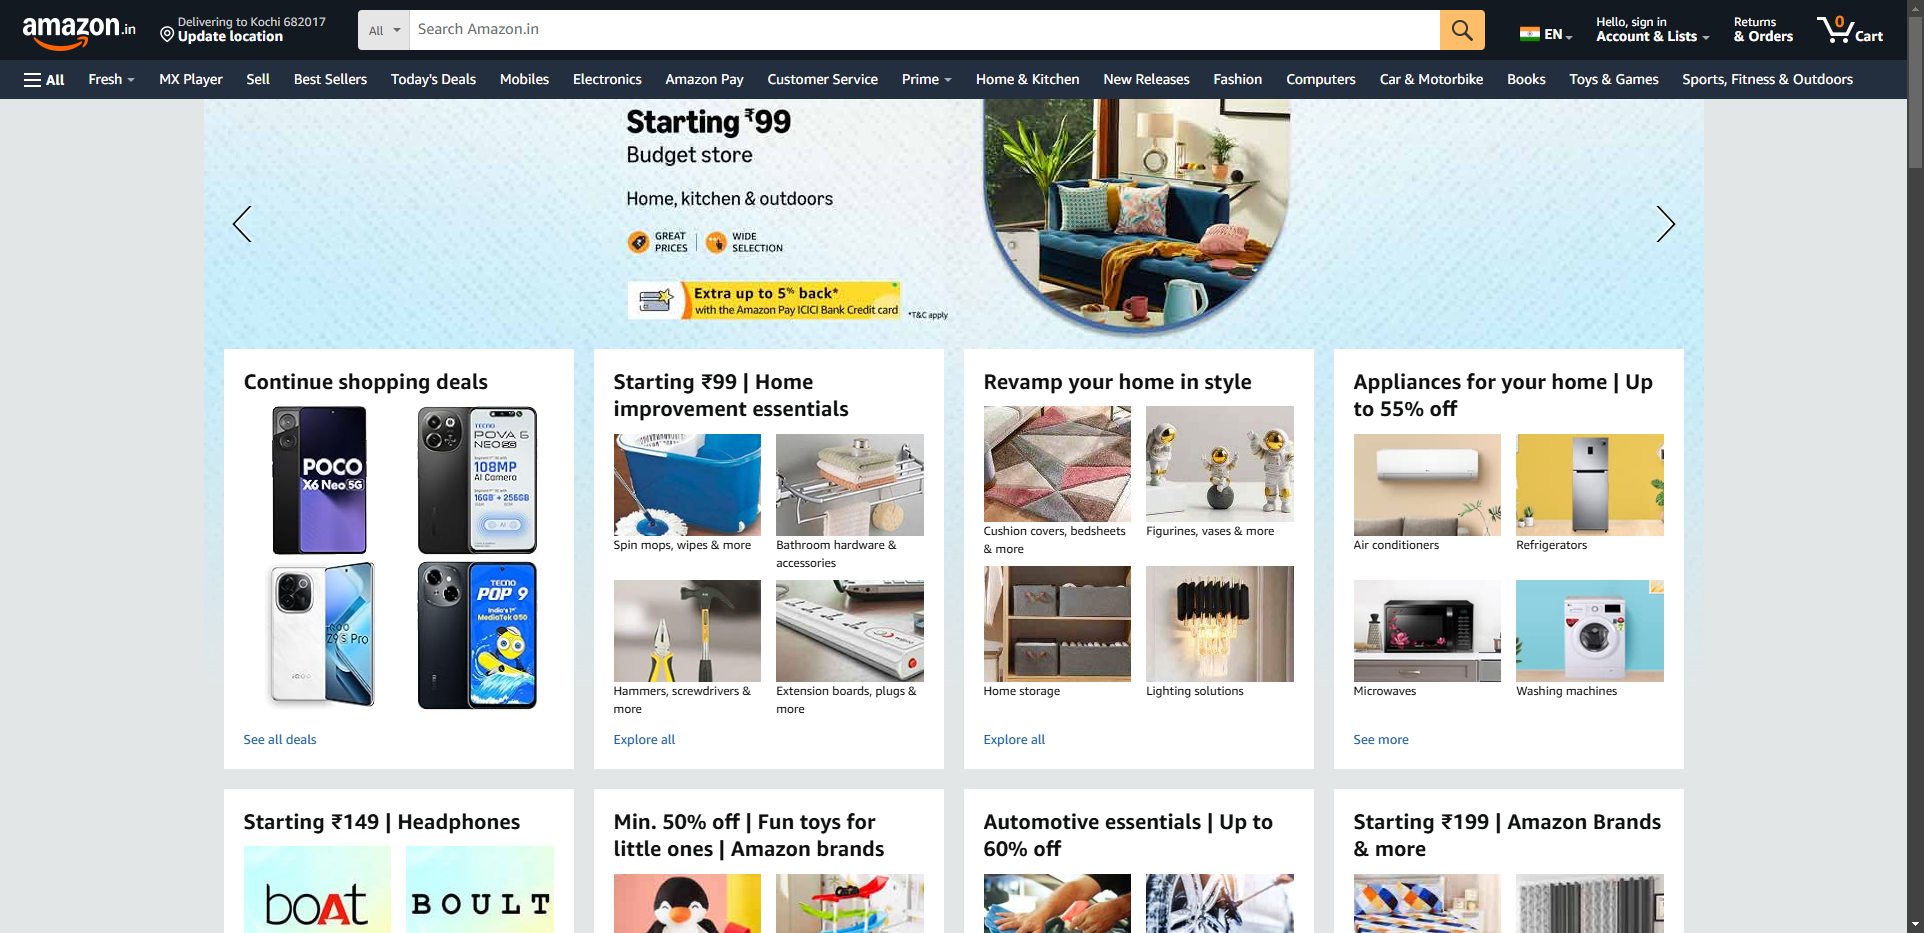 amazon.in
Delivering to Kochi 682017
Update location
All
Search Amazon.in
EN
Hello, sign in
Account & Lists
Returns
& Orders
0
Cart
All
Fresh
MX Player
Sell
Best Sellers
Today's Deals
Mobiles
Electronics
Amazon Pay
Customer Service
Prime
Home & Kitchen
New Releases
Fashion
Computers
Car & Motorbike
Books
Toys & Games
Sports, Fitness & Outdoors
Starting ₹99
Budget store
Home, kitchen & outdoors
GREAT
PRICES
WIDE
SELECTION
Extra up to 5% back*
with the Amazon Pay ICICI Bank Credit card
*T&C apply
Continue shopping deals
POCO
X6 Neo 5G
TECNO
POVA 6
NEO 5G
108MP
AI Camera
16GB + 256GB
AI
iQOO
Z9s Pro
iQOO
TECNO
POP 9
India's 1st
MediaTek G50
See all deals
Starting ₹99 | Home
improvement essentials
Spin mops, wipes & more
Bathroom hardware &
accessories
Hammers, screwdrivers &
more
Extension boards, plugs &
more
Explore all
Revamp your home in style
Cushion covers, bedsheets
& more
Figurines, vases & more
Home storage
Lighting solutions
Explore all
Appliances for your home | Up
to 55% off
Air conditioners
Refrigerators
Microwaves
Washing machines
See more
Starting ₹149 | Headphones
boAt
BOULT
Min. 50% off | Fun toys for
little ones | Amazon brands
Automotive essentials | Up to
60% off
Starting ₹199 | Amazon Brands
& more